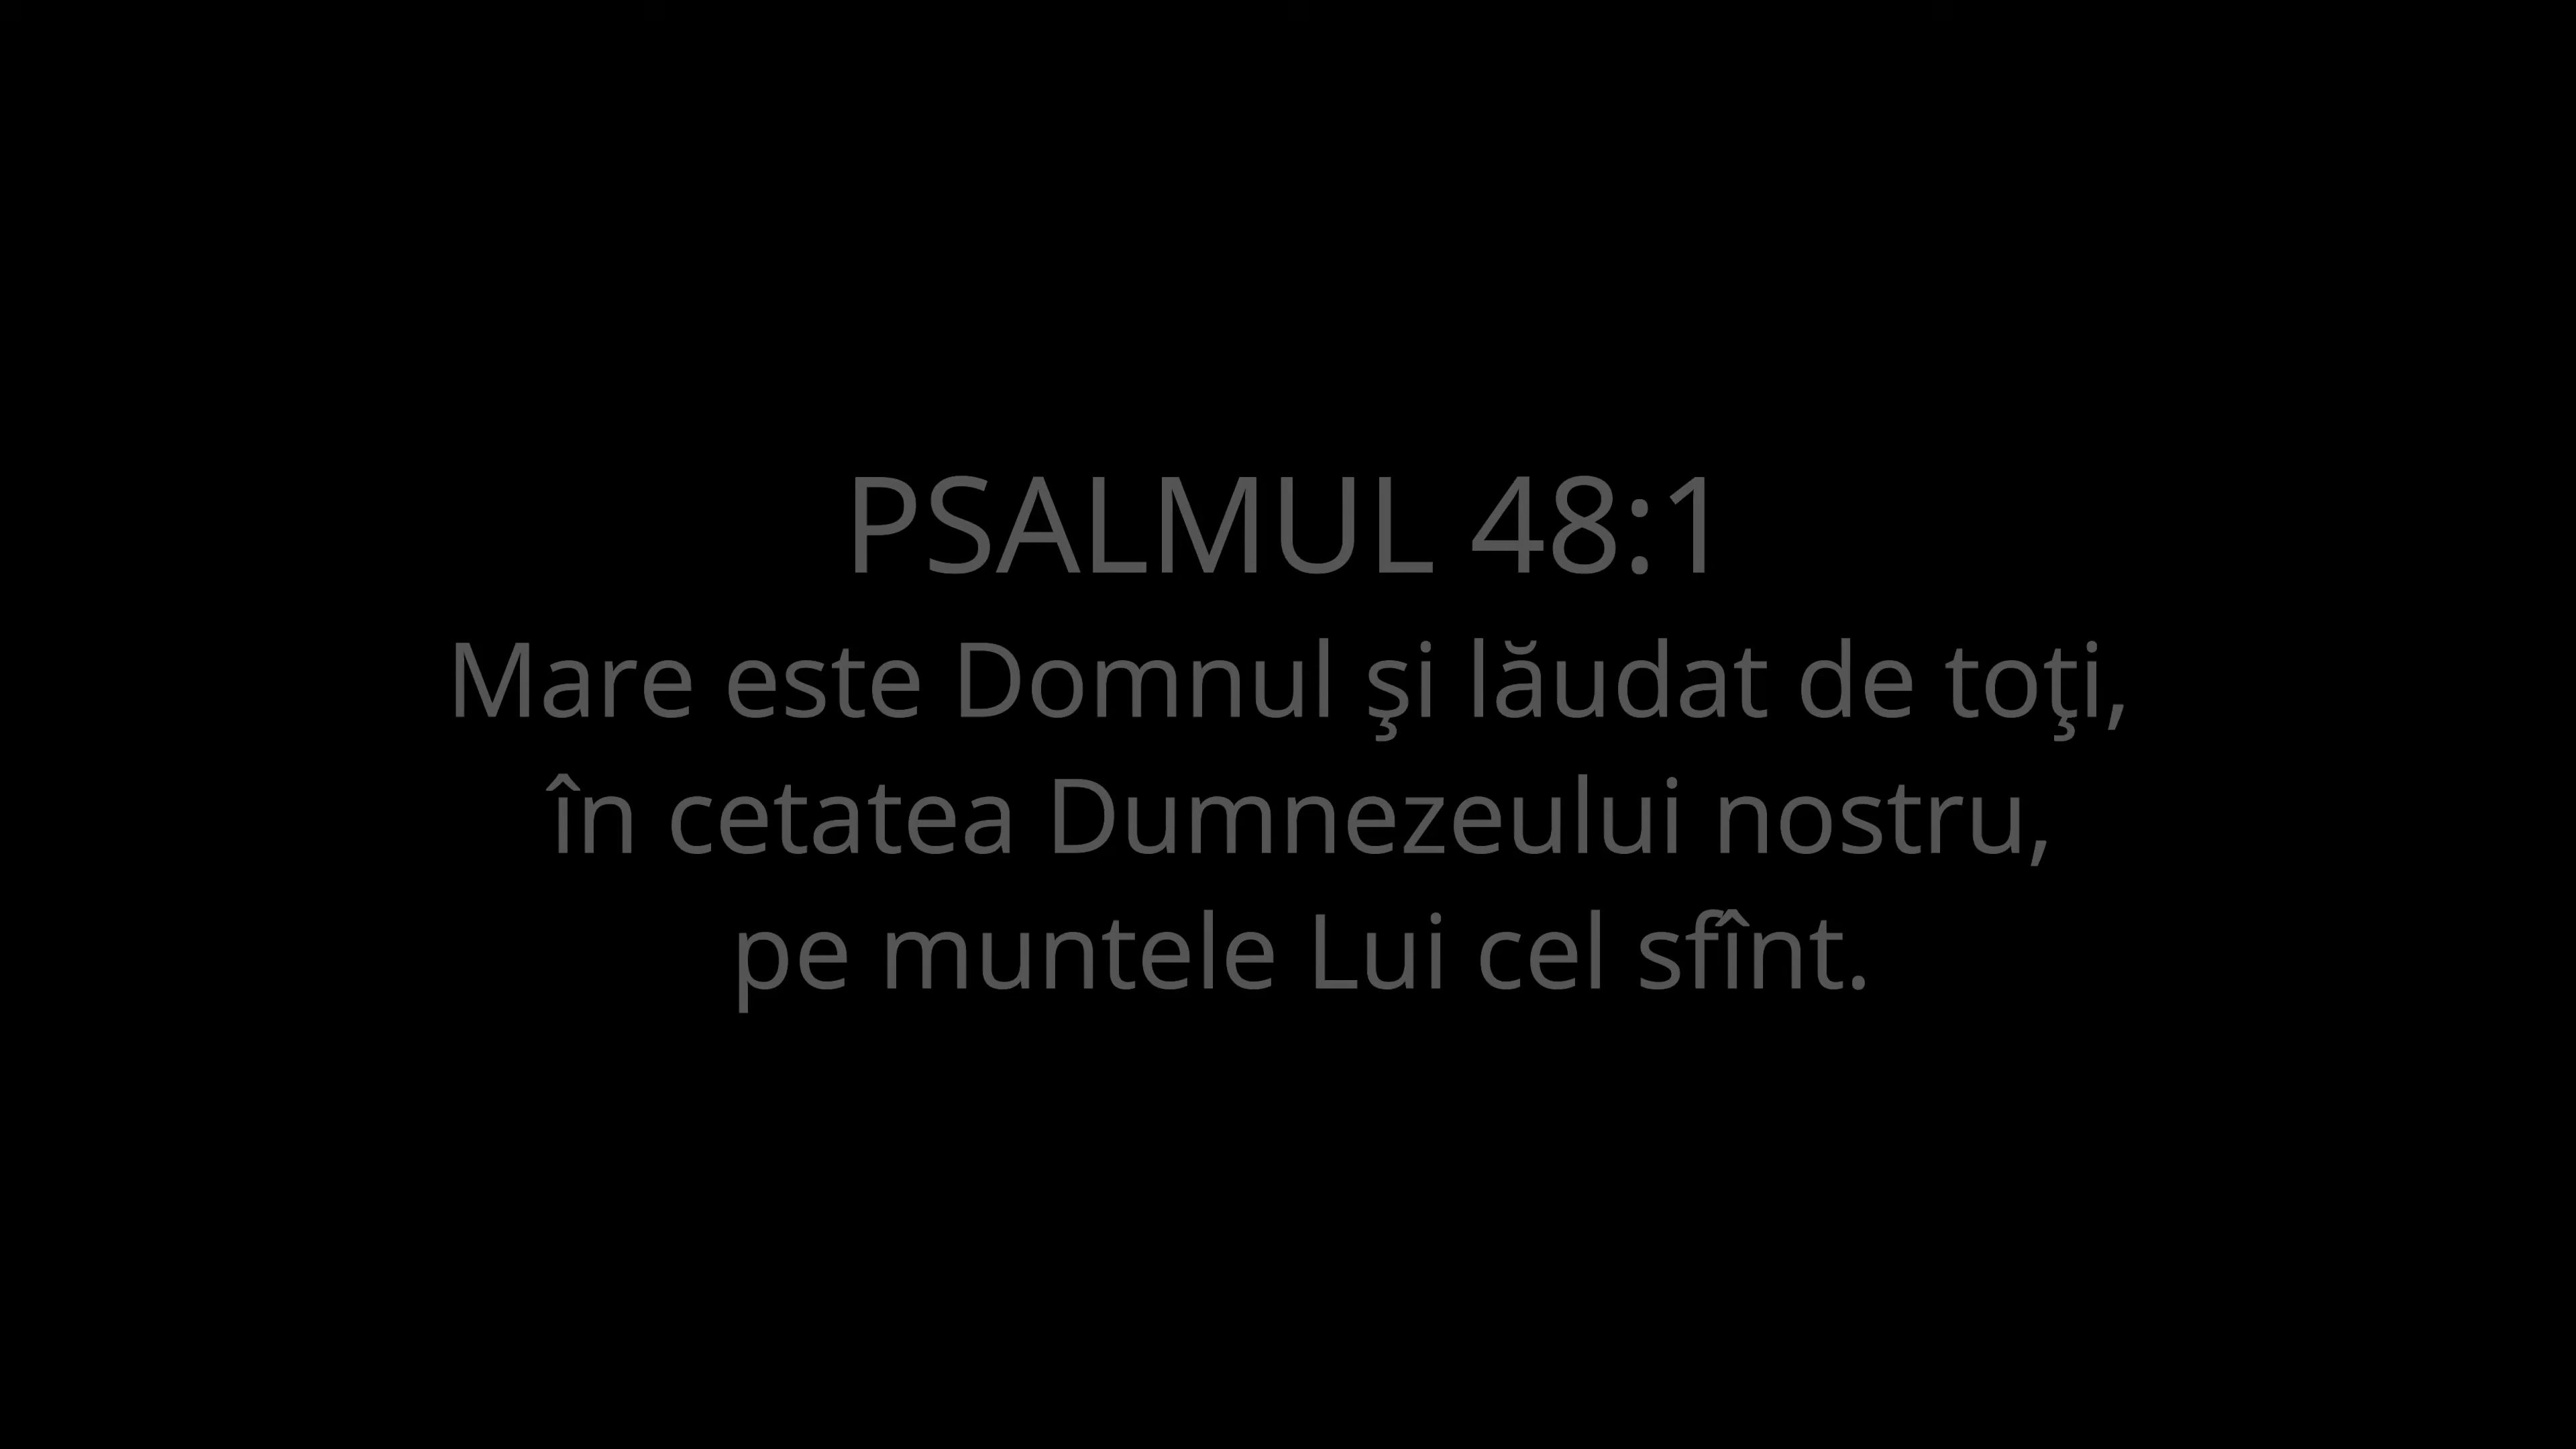 PSALMUL 48:1
Mare este Domnul şi lăudat de toţi,
în cetatea Dumnezeului nostru,
pe muntele Lui cel sfînt.